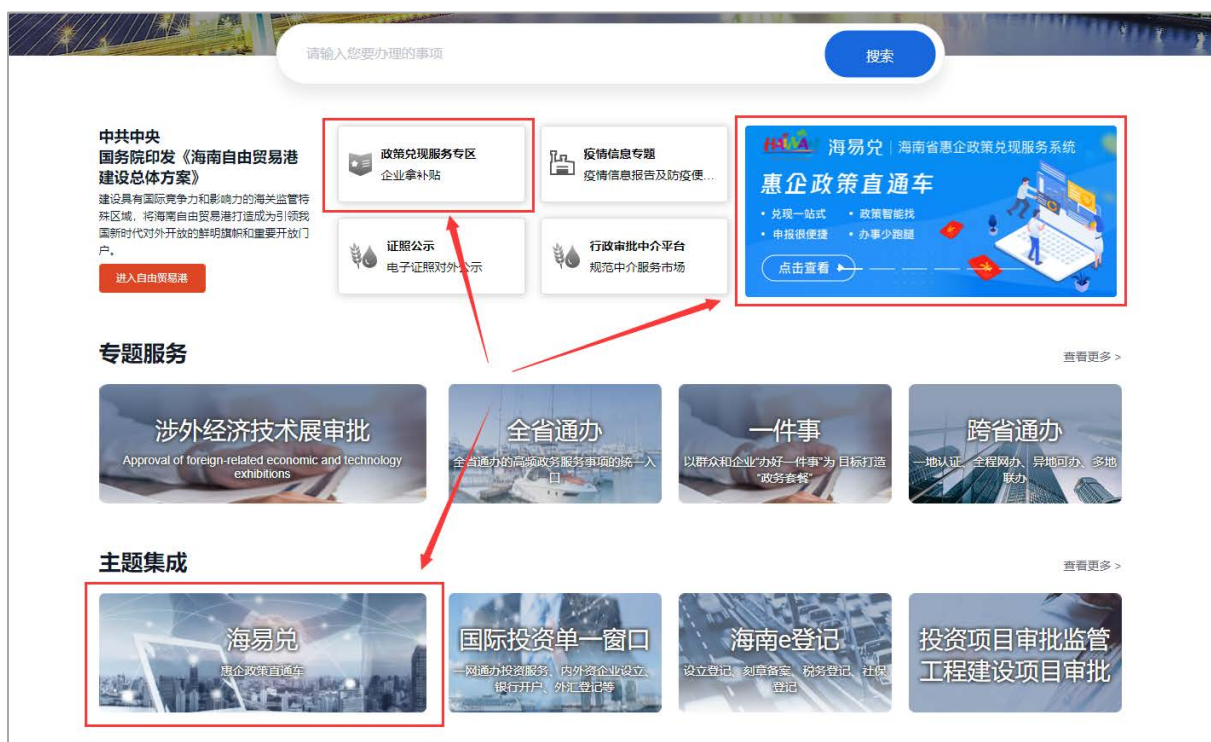 请输入您要办理的事项
搜索
中共中央
国务院印发《海南自由贸易港
建设总体方案》
建设具有国际竞争力和影响力的海关监管特
殊区域，将海南自由贸易港打造成为引领我
国新时代对外开放的鲜明旗帜和重要开放门
户。
进入自由贸易港
政策兑现服务专区
企业拿补贴
疫情信息专题
疫情信息报告及防疫便...
证照公示
电子证照对外公示
行政审批中介平台
规范中介服务市场
HAINAN 海易兑 | 海南省惠企政策兑现服务系统
惠企政策直通车
• 兑现一站式 • 政策智能找
• 申报很便捷 • 办事少跑腿
点击查看
专题服务
查看更多 >
涉外经济技术展审批
Approval of foreign-related economic and technology
exhibitions
全省通办
全省通办的高频政务服务事项的统一入
口
一件事
以群众和企业“办好一件事”为目标打造
“政务套餐”
跨省通办
一地认证、全程网办、异地可办、多地
联办
主题集成
查看更多 >
海易兑
惠企政策直通车
国际投资单一窗口
一网通办投资服务、内外资企业设立、
银行开户、外汇登记等
海南e登记
设立登记、刻章备案、税务登记、社保
登记
投资项目审批监管
工程建设项目审批